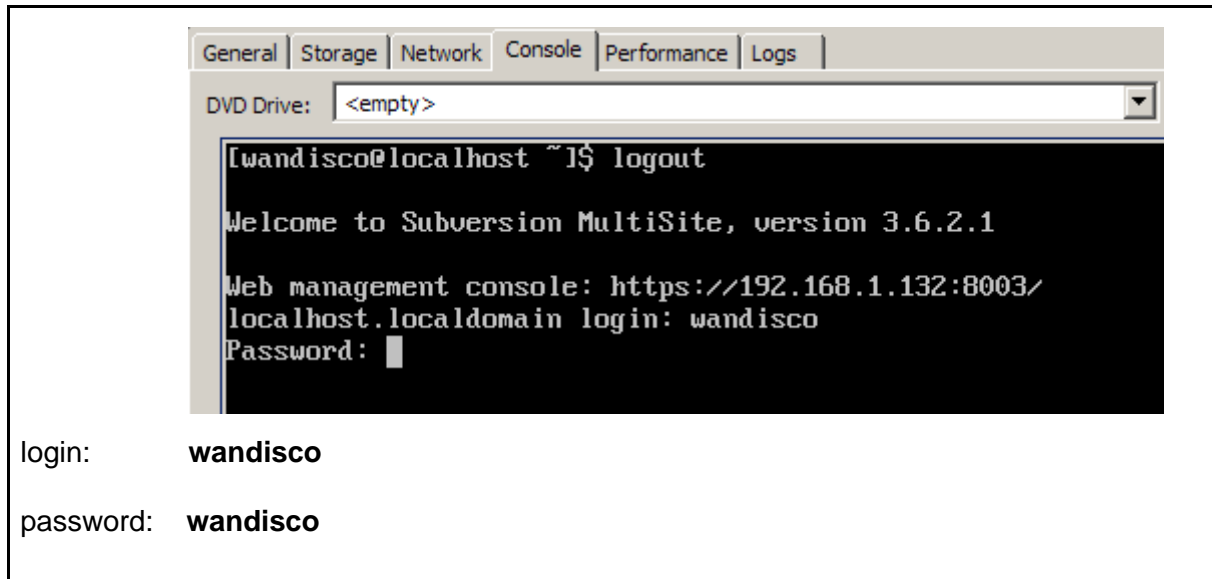 General Storage Network Console Performance Logs
DVD Drive: <empty>
[wandisco@localhost ~]$ logout
Welcome to Subversion MultiSite, version 3.6.2.1
Web management console: https://192.168.1.132:8003/
localhost.localdomain login: wandisco
Password:
login: wandisco
password: wandisco